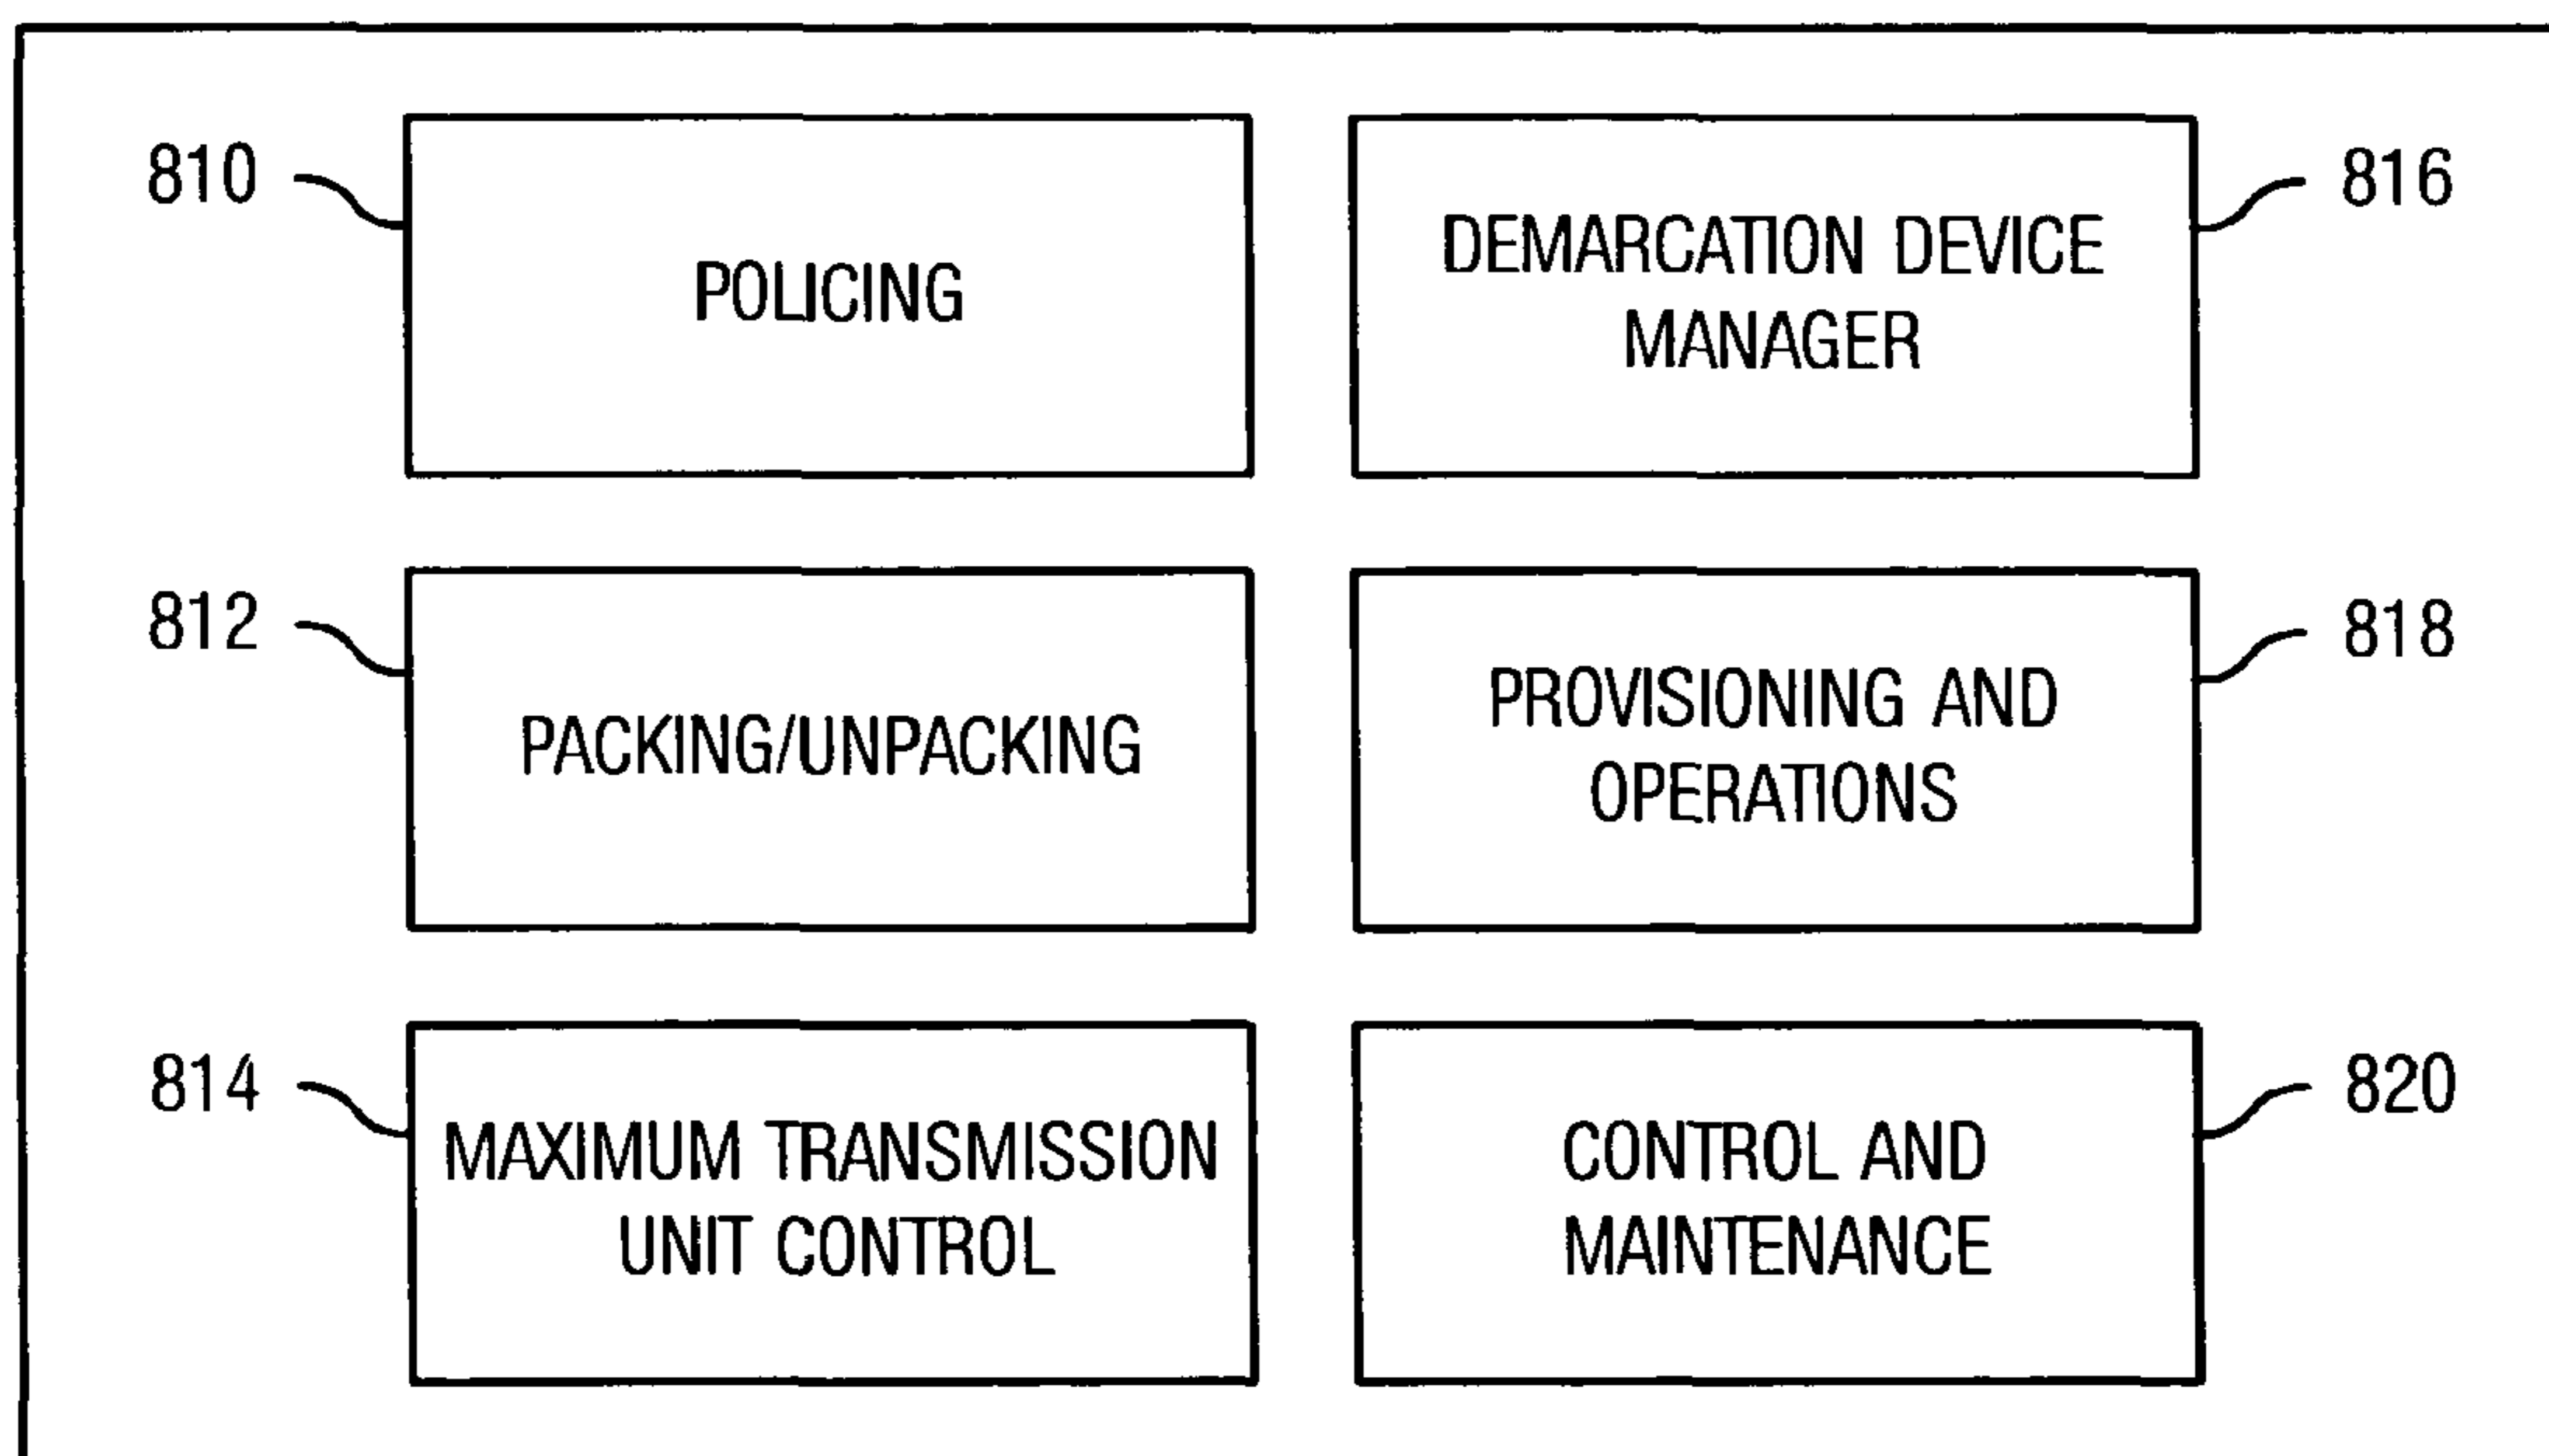 810
POLICING
DEMARCATION DEVICE
MANAGER
816
812
PACKING/UNPACKING
PROVISIONING AND
OPERATIONS
818
814
MAXIMUM TRANSMISSION
UNIT CONTROL
CONTROL AND
MAINTENANCE
820